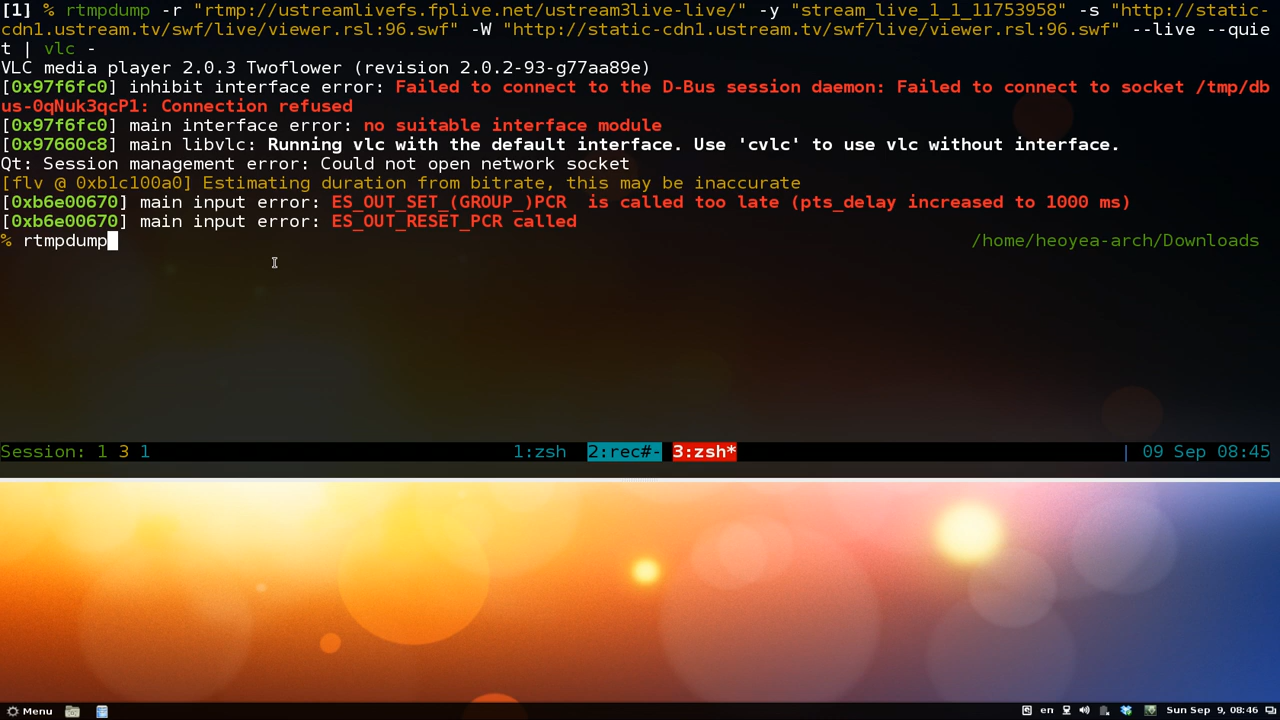 [1] % rtmpdump -r "rtmp://ustreamlivefs.fplive.net/ustream3live-live/" -y "stream_live_1_1_11753958" -s "http://static-
cdn1.ustream.tv/swf/live/viewer.rsl:96.swf" -W "http://static-cdn1.ustream.tv/swf/live/viewer.rsl:96.swf" --live --quie
t | vlc -
VLC media player 2.0.3 Twoflower (revision 2.0.2-93-g77aa89e)
[0x97f6fc0] inhibit interface error: Failed to connect to the D-Bus session daemon: Failed to connect to socket /tmp/db
us-0qNuk3qcP1: Connection refused
[0x97f6fc0] main interface error: no suitable interface module
[0x97660c8] main libvlc: Running vlc with the default interface. Use 'cvlc' to use vlc without interface.
Qt: Session management error: Could not open network socket
[flv @ 0xb1c100a0] Estimating duration from bitrate, this may be inaccurate
[0xb6e00670] main input error: ES_OUT_SET_(GROUP_)PCR  is called too late (pts_delay increased to 1000 ms)
[0xb6e00670] main input error: ES_OUT_RESET_PCR called
% rtmpdump /home/heoyea-arch/Downloads
Session: 1 3 1 1:zsh 2:rec#- 3:zsh* | 09 Sep 08:45
Menu en Sun Sep 9, 08:46